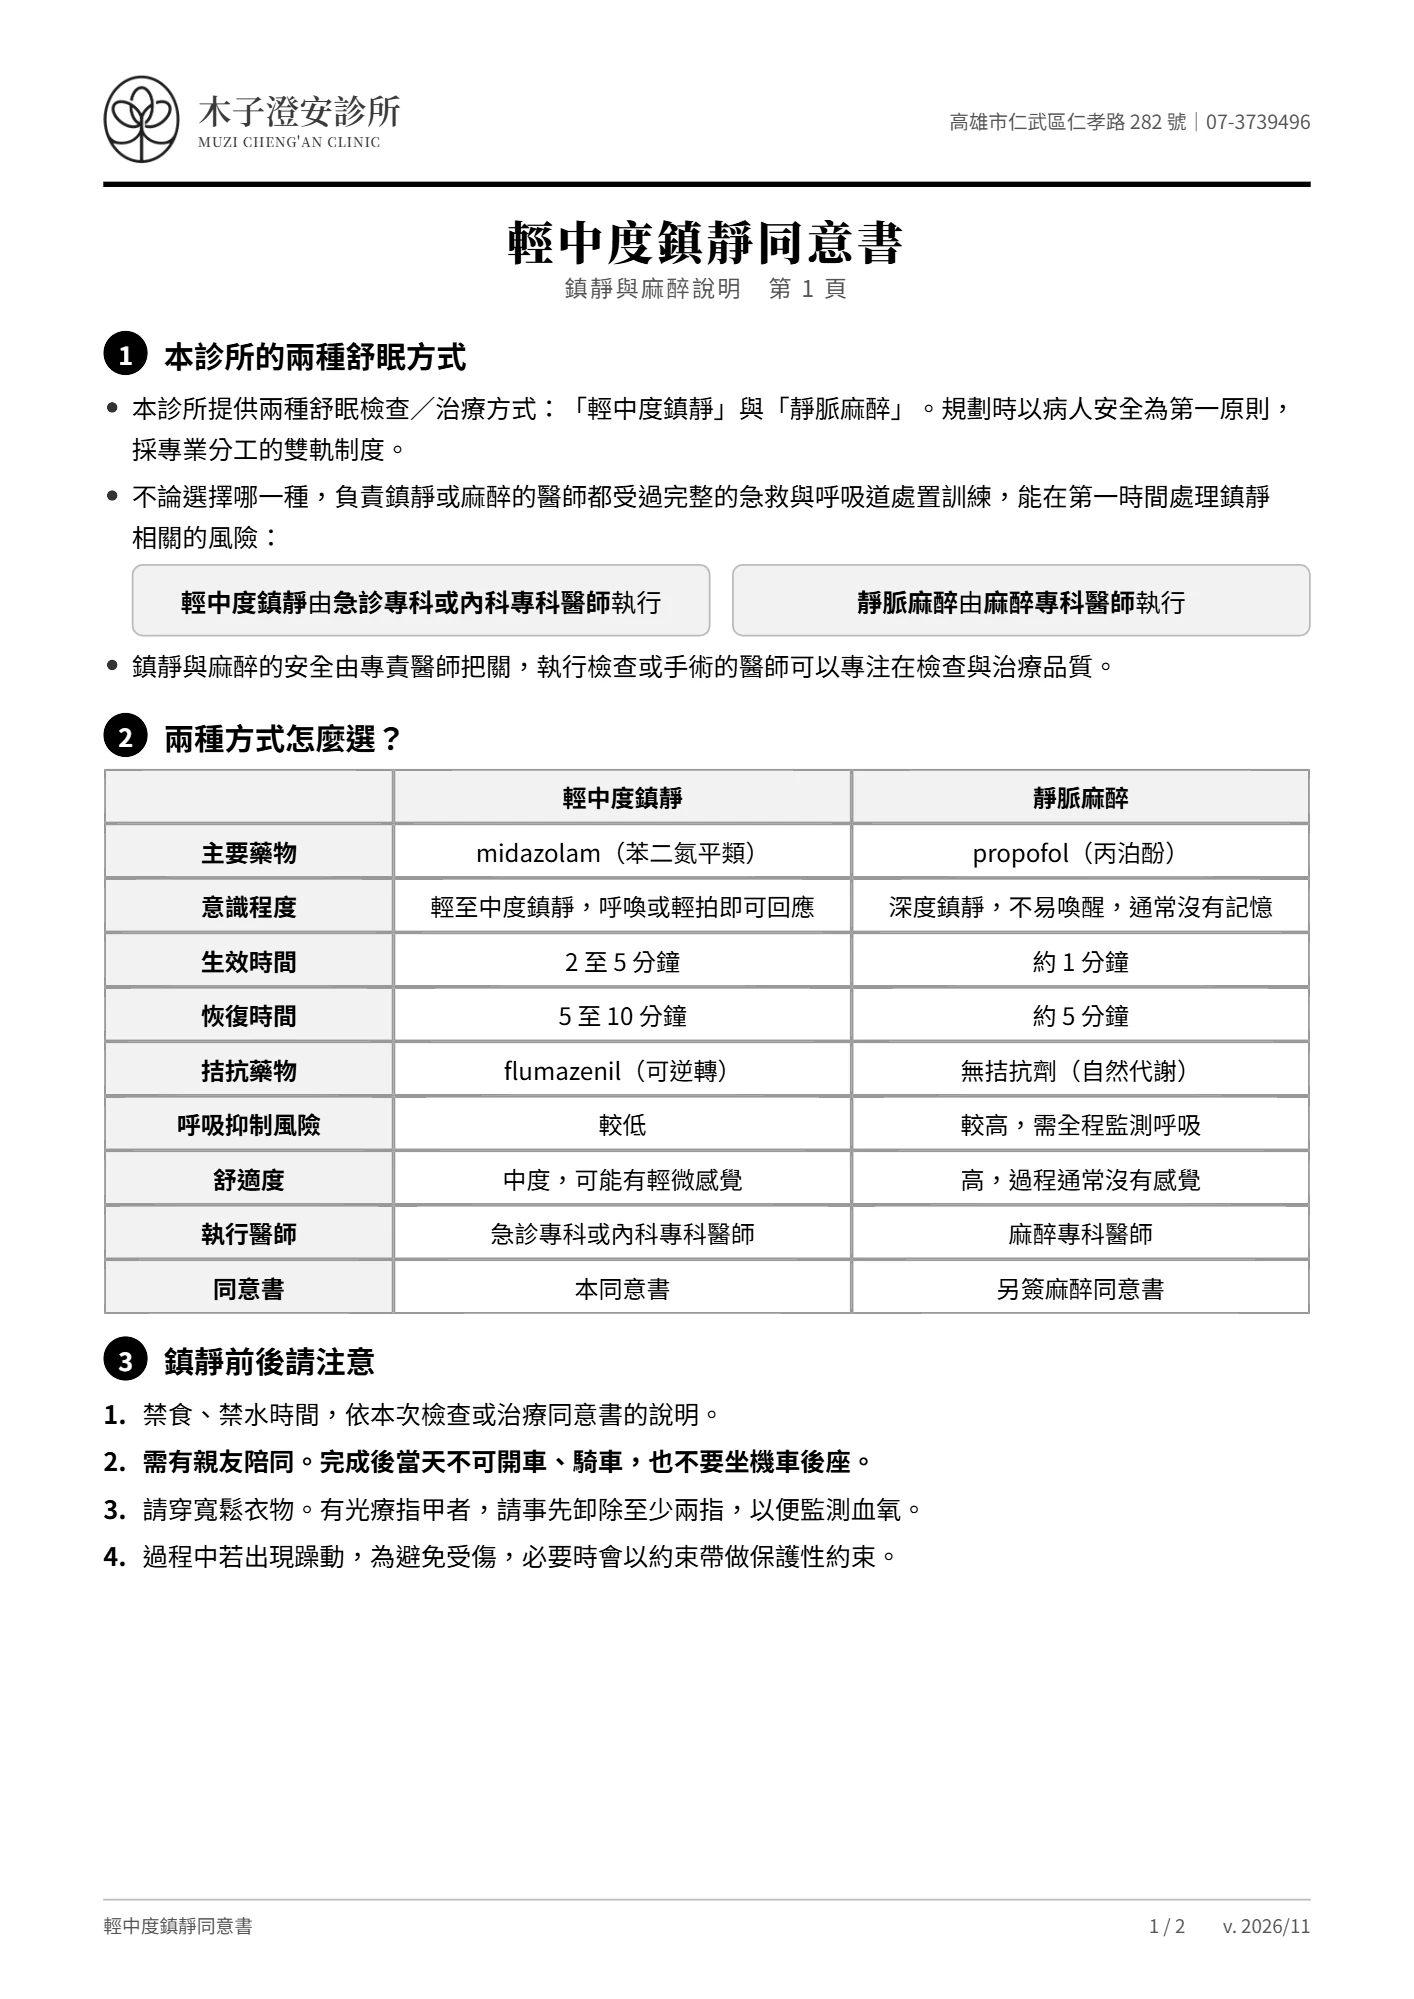 木子澄安診所
MUZI CHENG'AN CLINIC
高雄市仁武區仁孝路 282 號｜07-3739496
輕中度鎮靜同意書
鎮靜與麻醉說明　第 1 頁
1 本診所的兩種舒眠方式
• 本診所提供兩種舒眠檢查／治療方式：「輕中度鎮靜」與「靜脈麻醉」。規劃時以病人安全為第一原則，
採專業分工的雙軌制度。
• 不論選擇哪一種，負責鎮靜或麻醉的醫師都受過完整的急救與呼吸道處置訓練，能在第一時間處理鎮靜
相關的風險：
輕中度鎮靜由急診專科或內科專科醫師執行
靜脈麻醉由麻醉專科醫師執行
• 鎮靜與麻醉的安全由專責醫師把關，執行檢查或手術的醫師可以專注在檢查與治療品質。
2 兩種方式怎麼選？
輕中度鎮靜 靜脈麻醉
主要藥物 midazolam（苯二氮平類） propofol（丙泊酚）
意識程度 輕至中度鎮靜，呼喚或輕拍即可回應 深度鎮靜，不易喚醒，通常沒有記憶
生效時間 2 至 5 分鐘 約 1 分鐘
恢復時間 5 至 10 分鐘 約 5 分鐘
拮抗藥物 flumazenil（可逆轉） 無拮抗劑（自然代謝）
呼吸抑制風險 較低 較高，需全程監測呼吸
舒適度 中度，可能有輕微感覺 高，過程通常沒有感覺
執行醫師 急診專科或內科專科醫師 麻醉專科醫師
同意書 本同意書 另簽麻醉同意書
3 鎮靜前後請注意
1. 禁食、禁水時間，依本次檢查或治療同意書的說明。
2. 需有親友陪同。完成後當天不可開車、騎車，也不要坐機車後座。
3. 請穿寬鬆衣物。有光療指甲者，請事先卸除至少兩指，以便監測血氧。
4. 過程中若出現躁動，為避免受傷，必要時會以約束帶做保護性約束。
輕中度鎮靜同意書
1 / 2　v. 2026/11